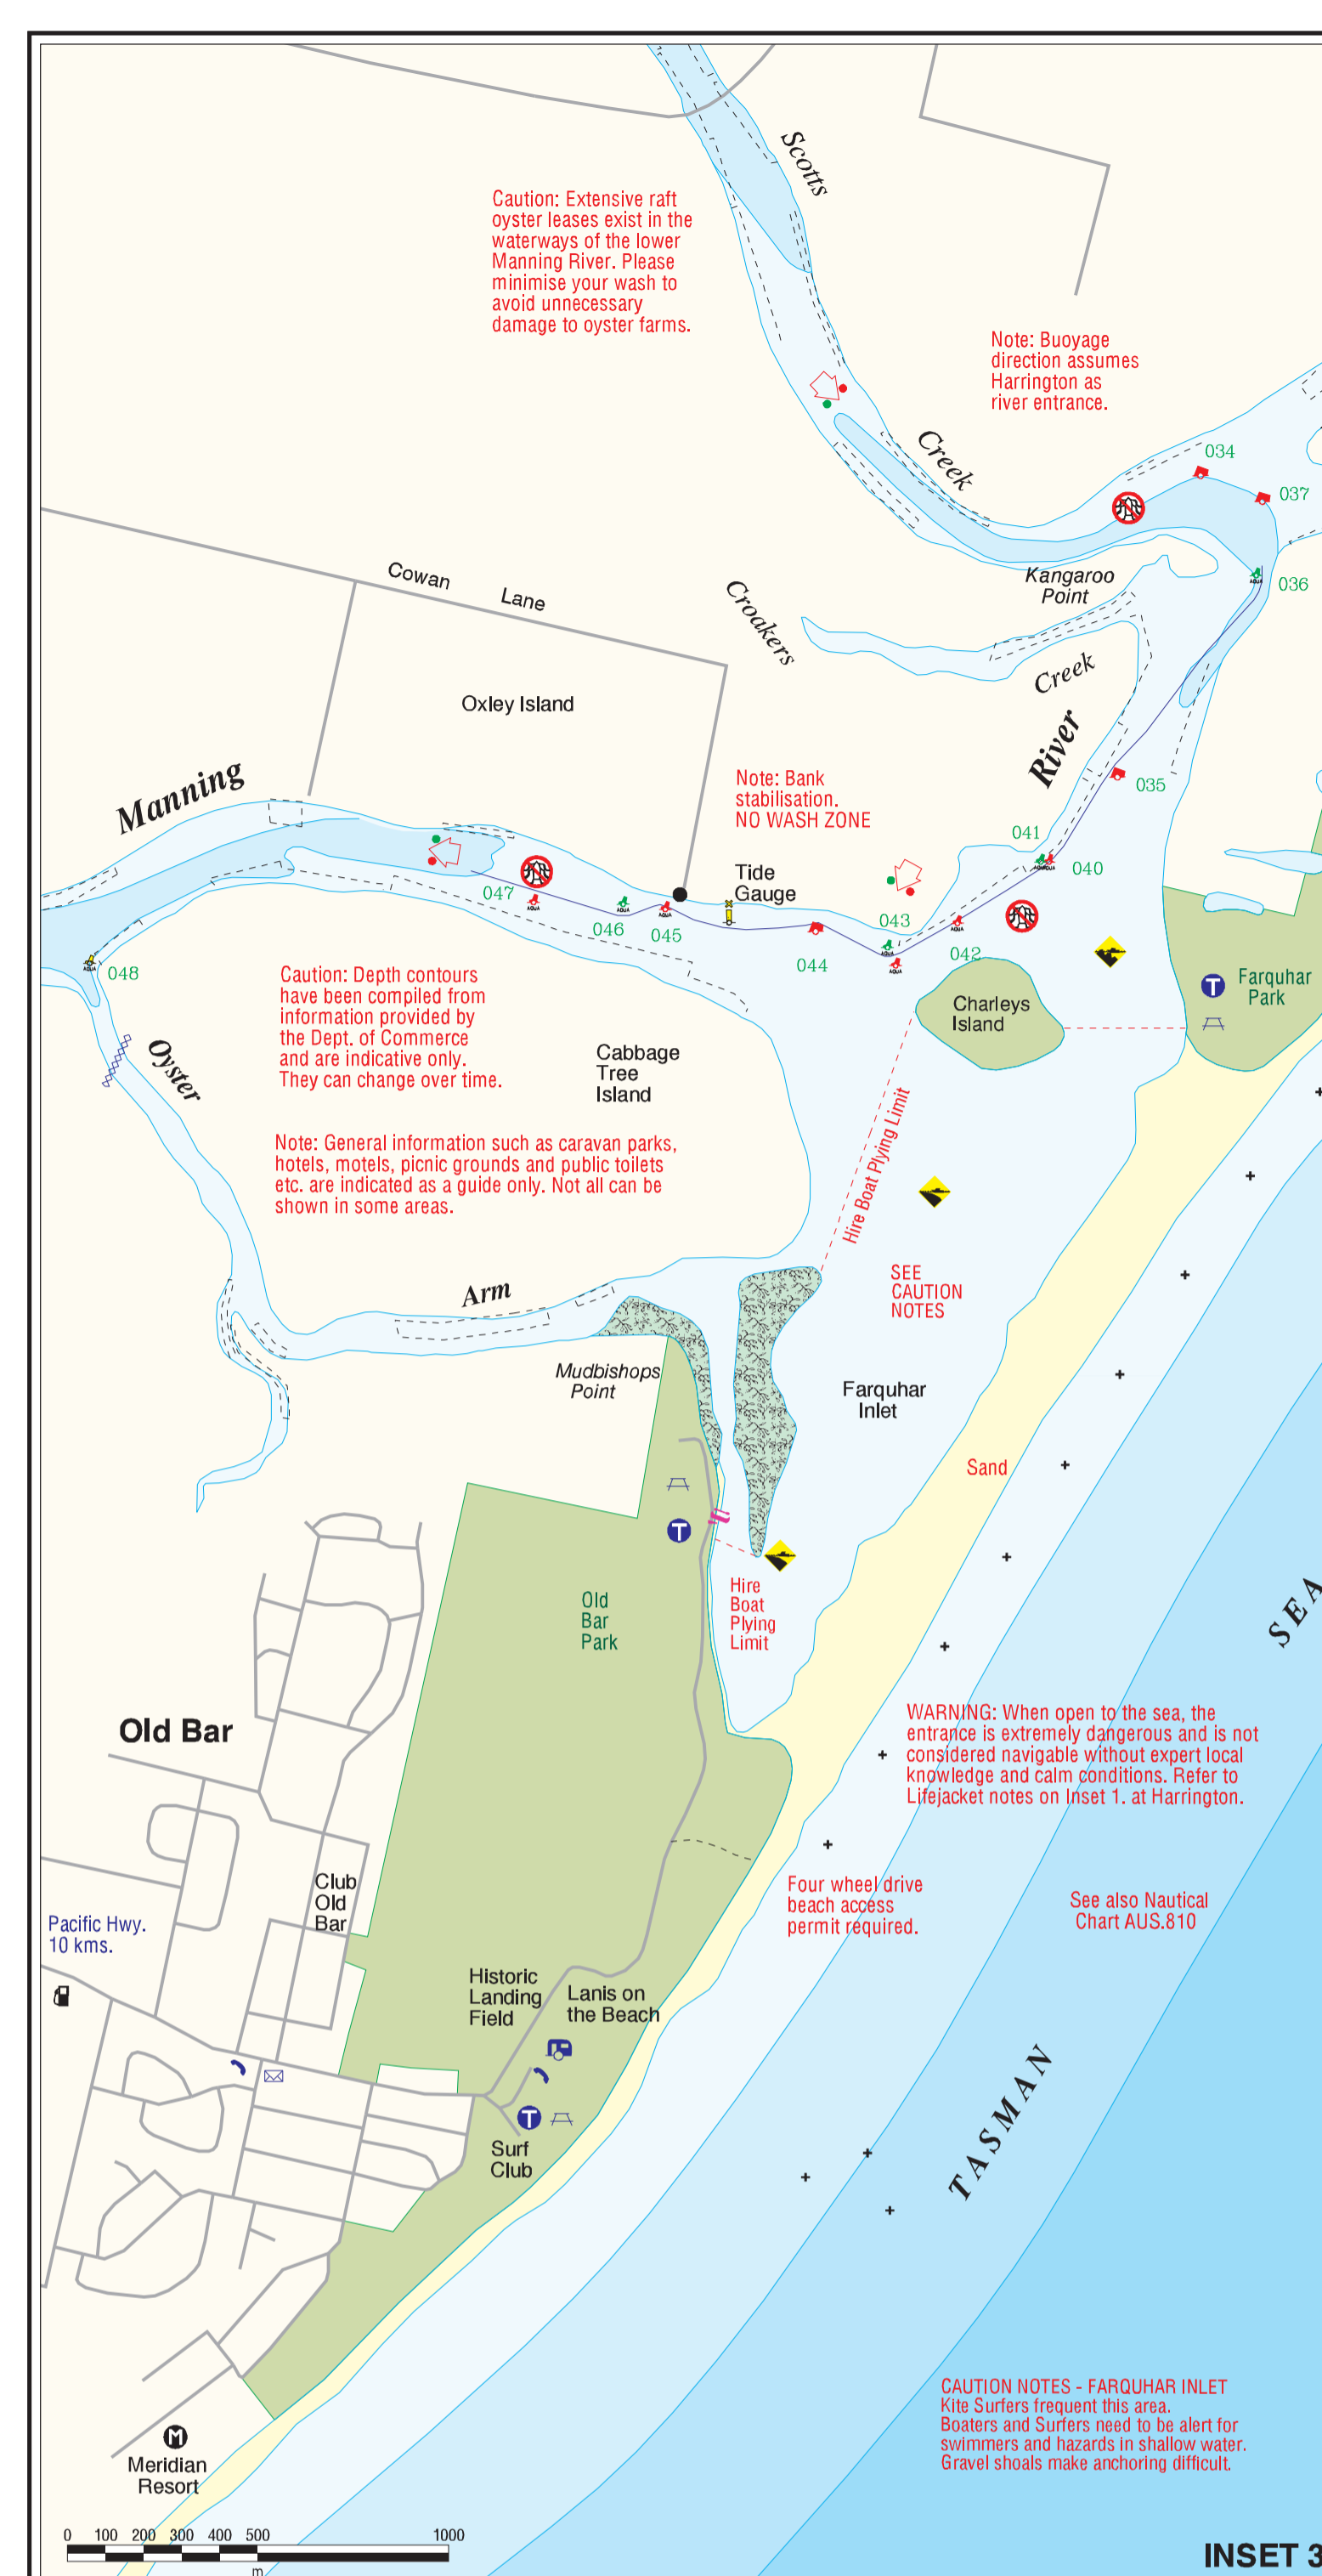 Scotts
Caution: Extensive raft
oyster leases exist in the
waterways of the lower
Manning River. Please
minimise your wash to
avoid unnecessary
damage to oyster farms.
Note: Buoyage
direction assumes
Harrington as
river entrance.
Creek
034
037
036
Kangaroo
Point
Cowan Lane
Croakers
Creek
Oxley Island
River
Manning
Note: Bank
stabilisation.
NO WASH ZONE
035
041
040
Tide
Gauge
047
046
045
043
044
042
048
AQUA
AQUA
AQUA
AQUA
AQUA
AQUA
AQUA
AQUA
Farquhar
Park
T
Charleys
Island
Caution: Depth contours
have been compiled from
information provided by
the Dept. of Commerce
and are indicative only.
They can change over time.
Oyster
Cabbage
Tree
Island
Hire Boat Plying Limit
Note: General information such as caravan parks,
hotels, motels, picnic grounds and public toilets
etc. are indicated as a guide only. Not all can be
shown in some areas.
SEE
CAUTION
NOTES
Arm
Mudbishops
Point
Farquhar
Inlet
Sand
T
Hire
Boat
Plying
Limit
Old
Bar
Park
SEA
Old Bar
WARNING: When open to the sea, the
entrance is extremely dangerous and is not
considered navigable without expert local
knowledge and calm conditions. Refer to
Lifejacket notes on Inset 1. at Harrington.
Club
Old
Bar
Four wheel drive
beach access
permit required.
See also Nautical
Chart AUS.810
Pacific Hwy.
10 kms.
Historic
Landing
Field
Lanis on
the Beach
T
Surf
Club
TASMAN
CAUTION NOTES - FARQUHAR INLET
Kite Surfers frequent this area.
Boaters and Surfers need to be alert for
swimmers and hazards in shallow water.
Gravel shoals make anchoring difficult.
M
Meridian
Resort
0 100 200 300 400 500 1000
m
INSET 3